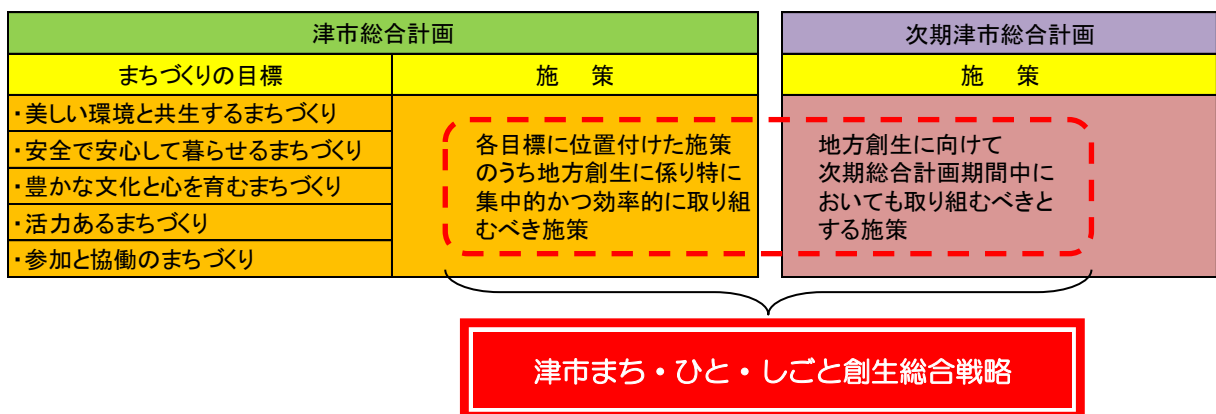 津市総合計画
まちづくりの目標
施　策
・美しい環境と共生するまちづくり
・安全で安心して暮らせるまちづくり
・豊かな文化と心を育むまちづくり
・活力あるまちづくり
・参加と協働のまちづくり
各目標に位置付けた施策
のうち地方創生に係り特に
集中的かつ効率的に取り組
むべき施策
次期津市総合計画
施　策
地方創生に向けて
次期総合計画期間中に
おいても取り組むべきと
する施策
津市まち・ひと・しごと創生総合戦略